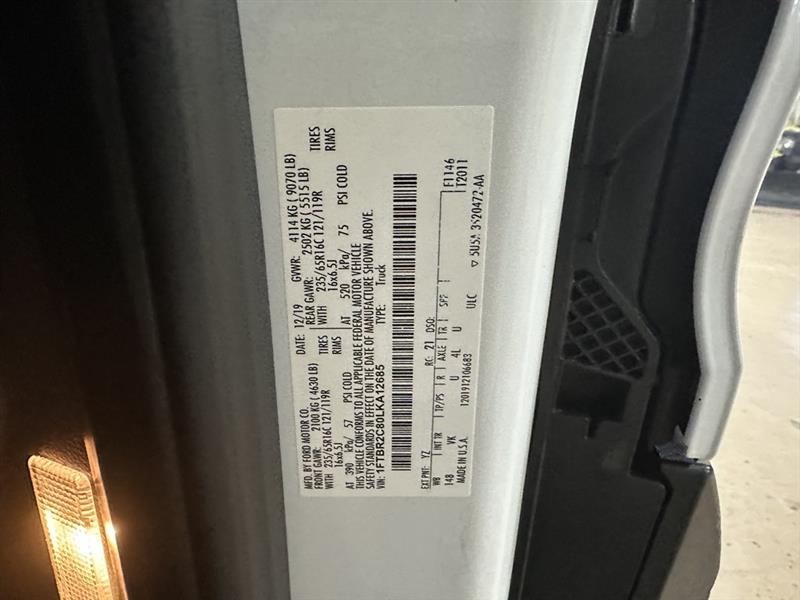 MFD. BY FORD MOTOR CO. DATE: 12/19 GVWR: 4114 KG ( 9070 LB)
FRONT GAWR: 2100 KG ( 4630 LB) REAR GAWR: 2502 KG ( 5515 LB)
WITH 235/65R16C 121/119R TIRES WITH 235/65R16C 121/119R TIRES
16x6.5J RIMS 16x6.5J RIMS
AT 390 kPa/ 57 PSI COLD AT 520 kPa/ 75 PSI COLD
THIS VEHICLE CONFORMS TO ALL APPLICABLE FEDERAL MOTOR VEHICLE
SAFETY STANDARDS IN EFFECT ON THE DATE OF MANUFACTURE SHOWN ABOVE.
VIN: 1FTBR2C80LKA12685 TYPE: Truck
EXT PNT: YZ RC: 21 DSO: F1146
WB INT TR TP/PS R AXLE TR SPR T2011
148 VK U 4L U ULC
MADE IN U.S.A. 1201912106683